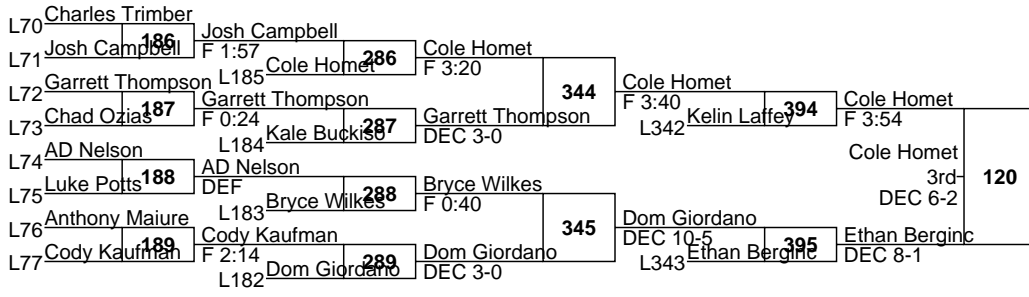 L70 Charles Trimber
186 Josh Campbell
L71 Josh Campbell F 1:57 286 Cole Homet
L185 Cole Homet F 3:20
L72 Garrett Thompson 344 Cole Homet
187 Garrett Thompson F 3:40 394 Cole Homet
L73 Chad Ozias F 0:24 287 Garrett Thompson L342 Kelin Laffey F 3:54
L184 Kale Buckiso DEC 3-0
L74 AD Nelson Cole Homet
188 AD Nelson 3rd 120
L75 Luke Potts DEF 288 Bryce Wilkes DEC 6-2
L183 Bryce Wilkes F 0:40
L76 Anthony Maiure 345 Dom Giordano
189 Cody Kaufman DEC 10-5 395 Ethan Berginc
L77 Cody Kaufman F 2:14 289 Dom Giordano L343 Ethan Berginc DEC 8-1
L182 Dom Giordano DEC 3-0